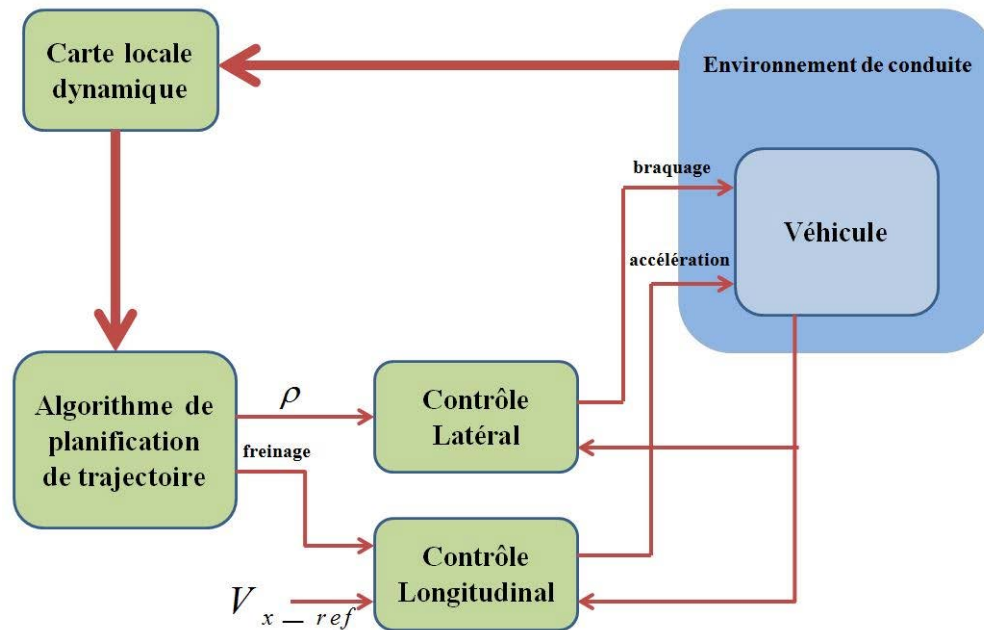 Carte locale
dynamique
Environnement de conduite
braquage
Véhicule
accélération
Algorithme de
planification
de trajectoire
ρ
freinage
Contrôle
Latéral
Contrôle
Longitudinal
V x _ ref